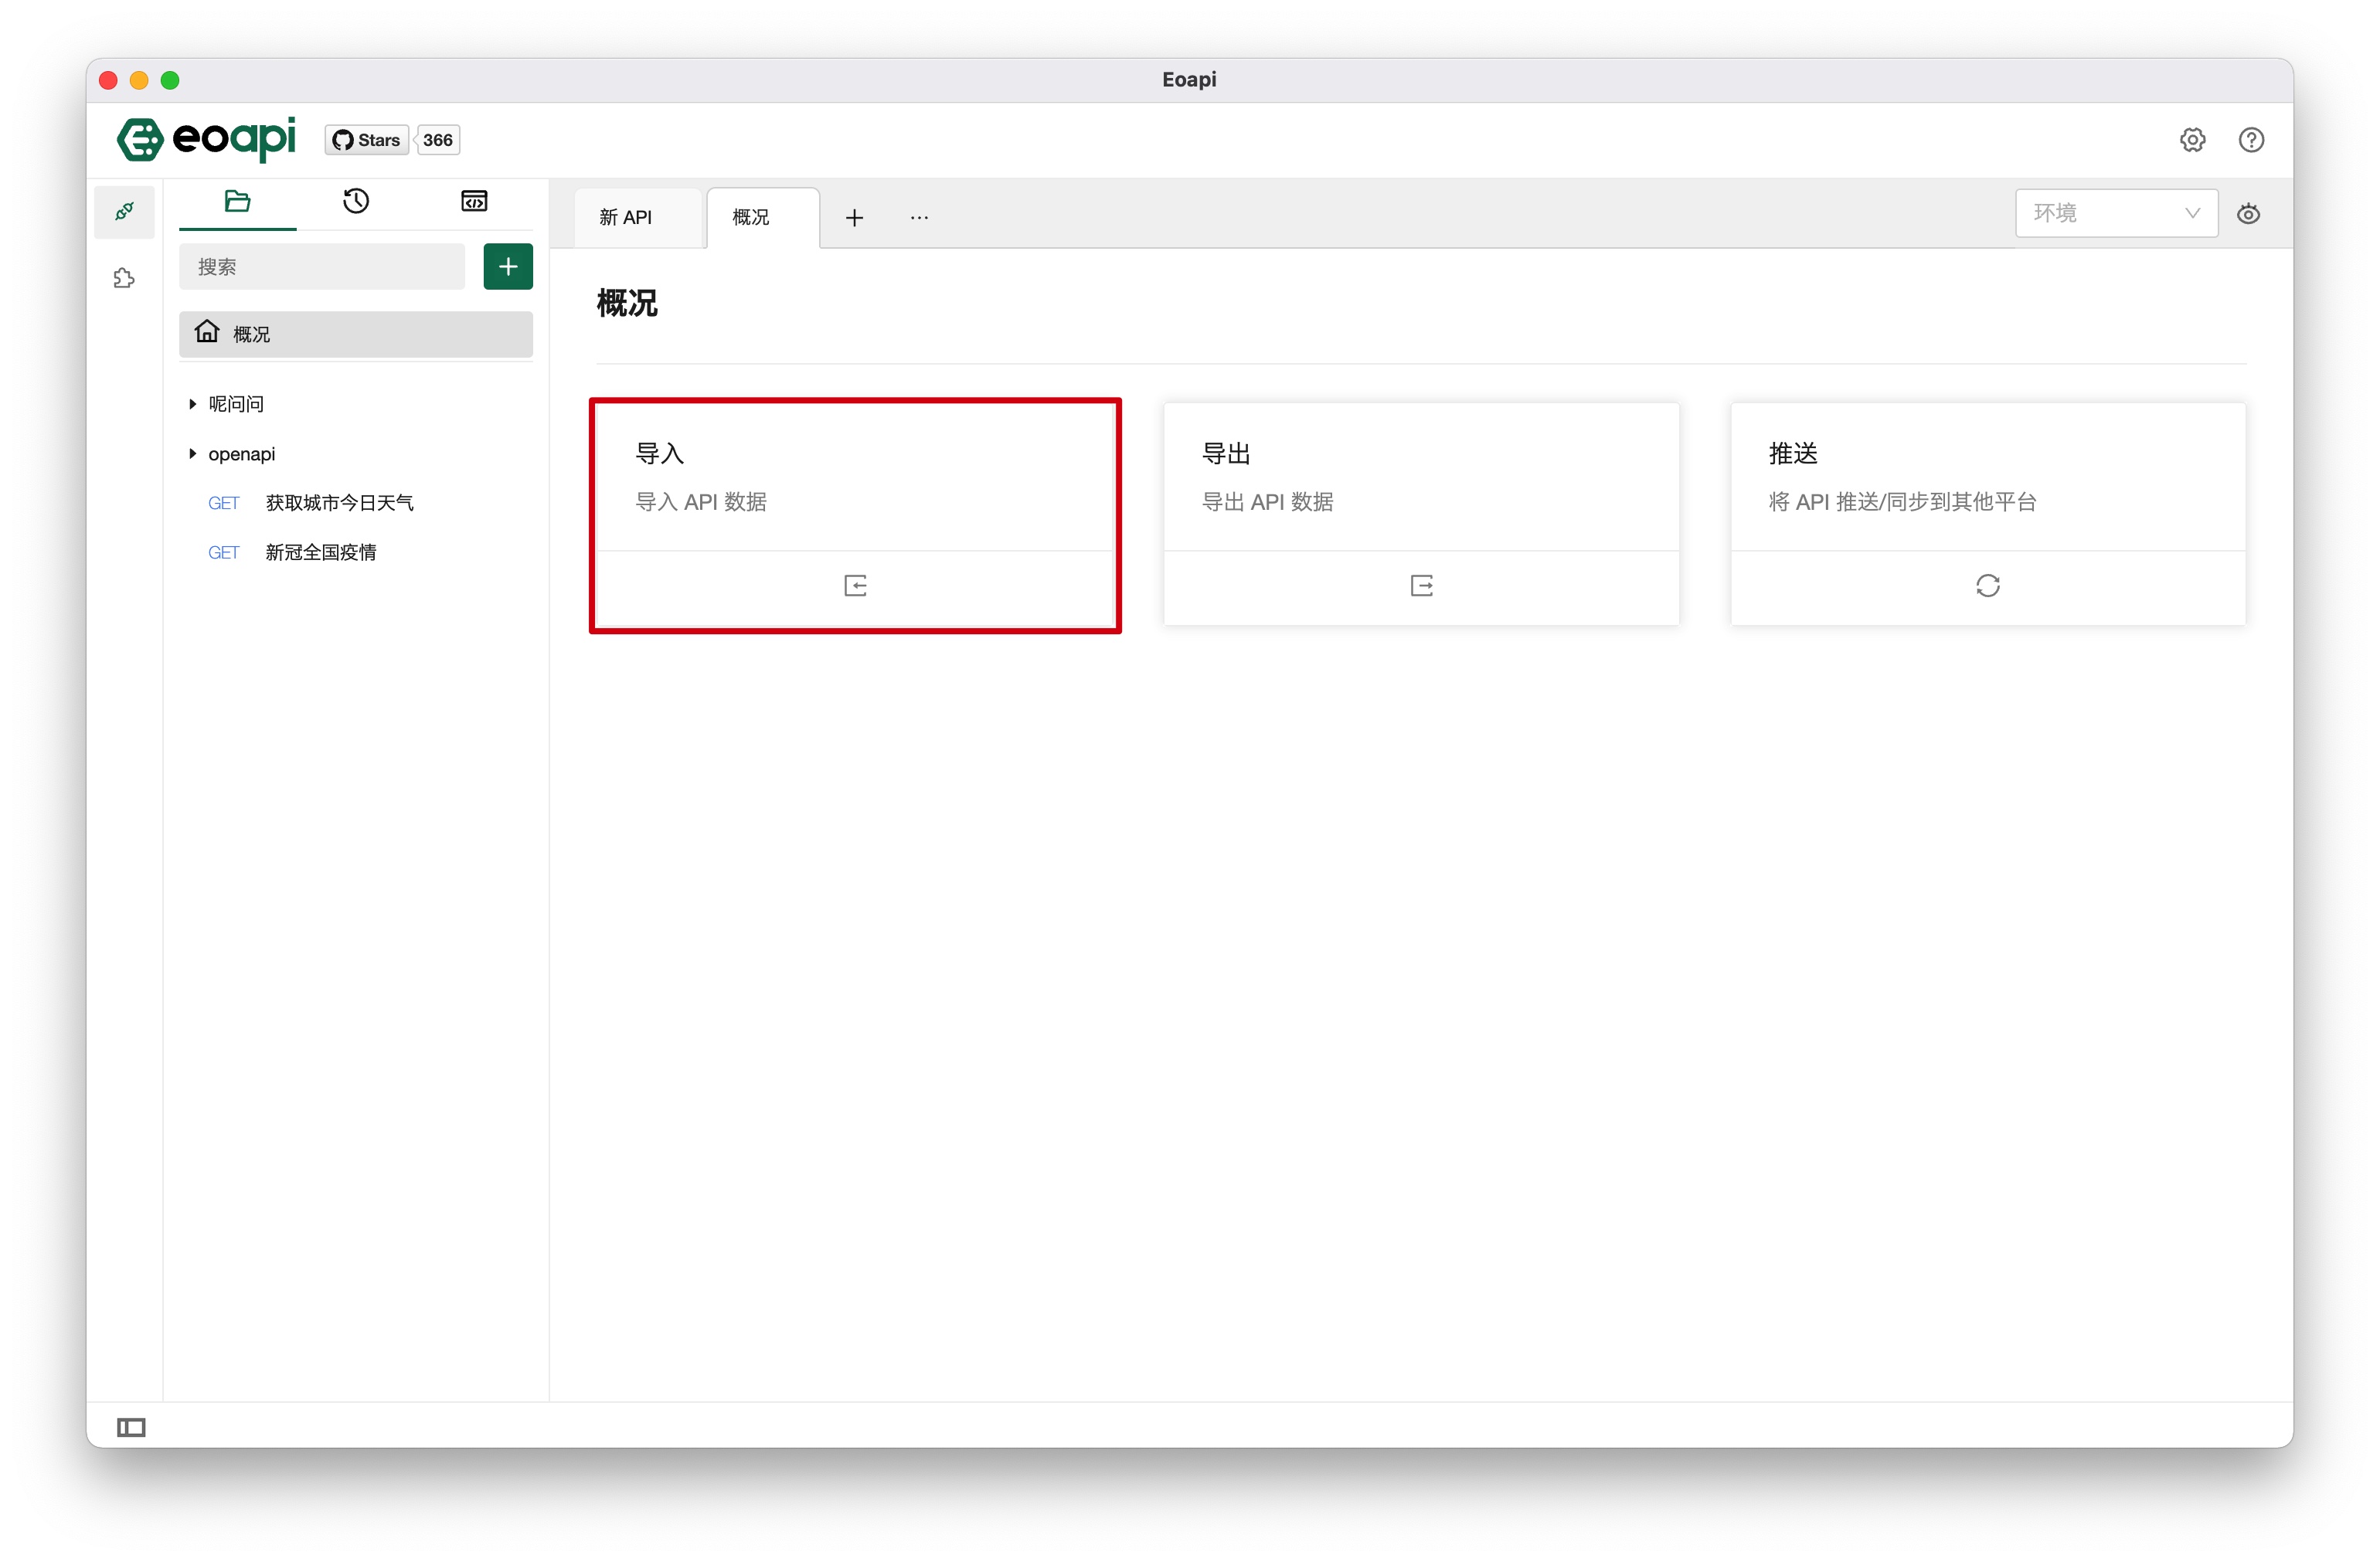 Eoapi
eoapi
Stars 366
新 API
概况
环境
搜索
概况
呢问问
openapi
GET 获取城市今日天气
GET 新冠全国疫情
概况
导入
导入 API 数据
导出
导出 API 数据
推送
将 API 推送/同步到其他平台